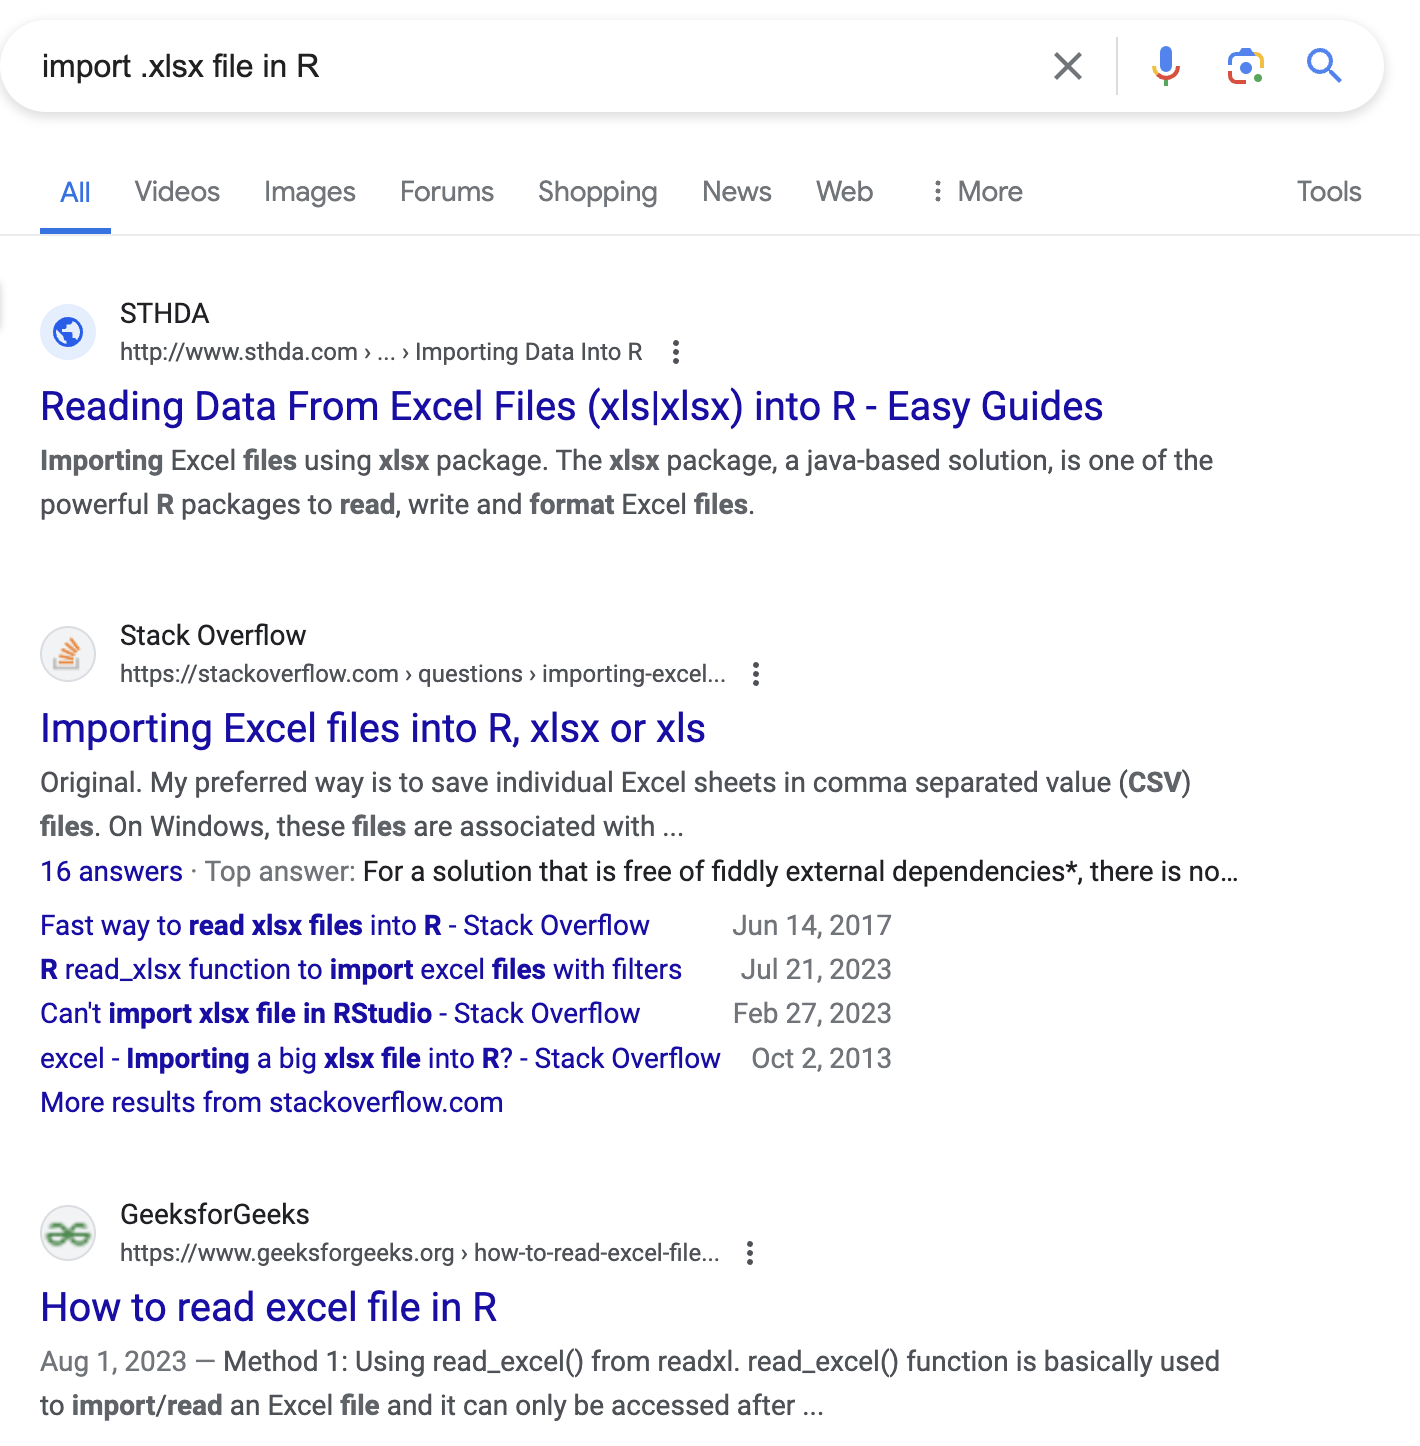 import .xlsx file in R
All Videos Images Forums Shopping News Web More Tools
STHDA
http://www.sthda.com › ... › Importing Data Into R
Reading Data From Excel Files (xls|xlsx) into R - Easy Guides
Importing Excel files using xlsx package. The xlsx package, a java-based solution, is one of the
powerful R packages to read, write and format Excel files.
Stack Overflow
https://stackoverflow.com › questions › importing-excel...
Importing Excel files into R, xlsx or xls
Original. My preferred way is to save individual Excel sheets in comma separated value (CSV)
files. On Windows, these files are associated with ...
16 answers · Top answer: For a solution that is free of fiddly external dependencies*, there is no...
Fast way to read xlsx files into R - Stack Overflow Jun 14, 2017
R read_xlsx function to import excel files with filters Jul 21, 2023
Can't import xlsx file in RStudio - Stack Overflow Feb 27, 2023
excel - Importing a big xlsx file into R? - Stack Overflow Oct 2, 2013
More results from stackoverflow.com
GeeksforGeeks
https://www.geeksforgeeks.org › how-to-read-excel-file...
How to read excel file in R
Aug 1, 2023 — Method 1: Using read_excel() from readxl. read_excel() function is basically used
to import/read an Excel file and it can only be accessed after ...